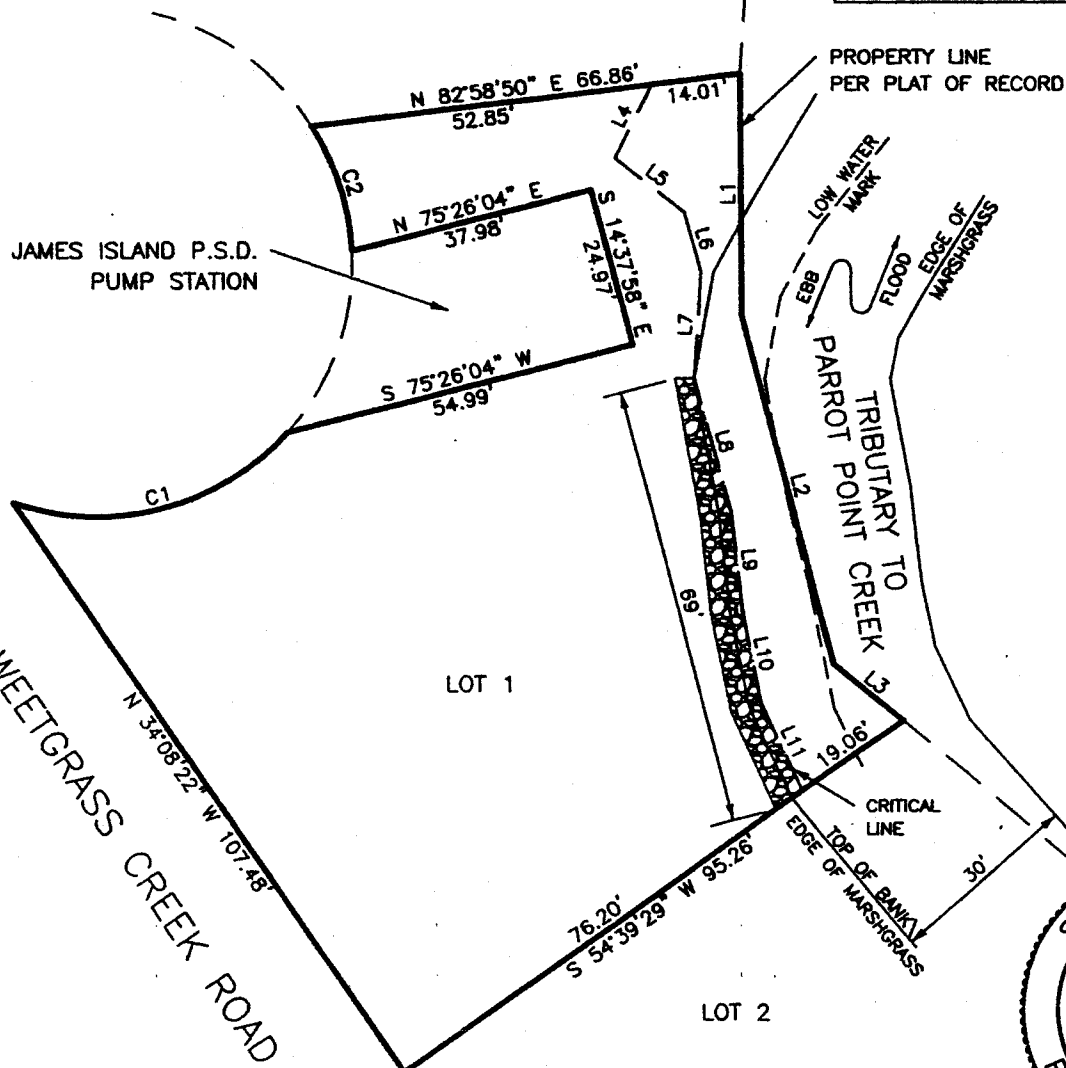 PROPERTY LINE
PER PLAT OF RECORD
N 82°58'50" E 66.86'
52.85'
14.01'
L4
L5
L1
C2
LOW WATER
MARK
EDGE OF
MARSHGRASS
N 75°26'04" E
37.98'
S 14°37'58" E
24.97'
L6
EBB
FLOOD
JAMES ISLAND P.S.D.
PUMP STATION
L7
S 75°26'04" W
54.99'
TRIBUTARY TO
PARROT POINT CREEK
L8
L2
C1
L9
69'
L10
L3
LOT 1
L11
19.06'
N 34°08'22" W 107.48'
WEETGRASS CREEK ROAD
CRITICAL
LINE
TOP OF BANK\
EDGE OF MARSHGRASS
30'
76.20'
S 54°39'29" W 95.26'
LOT 2